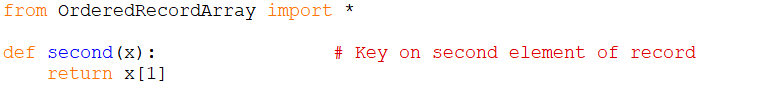 from OrderedRecordArray import *
def second(x):                # Key on second element of record
    return x[1]